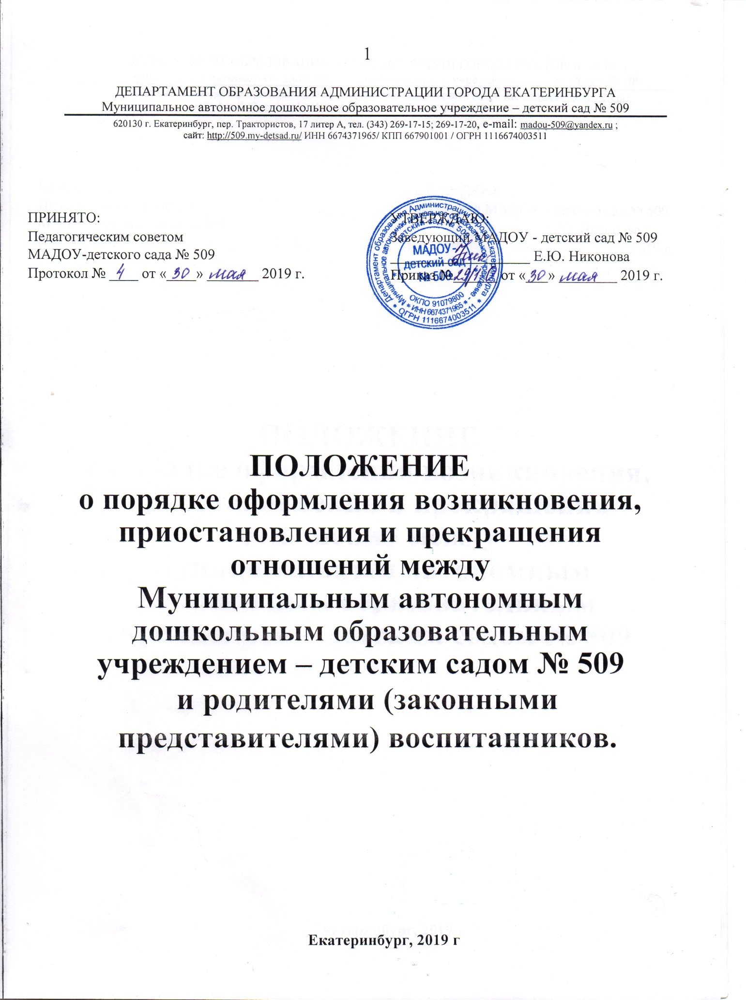 1
ДЕПАРТАМЕНТ ОБРАЗОВАНИЯ АДМИНИСТРАЦИИ ГОРОДА ЕКАТЕРИНБУРГА
Муниципальное автономное дошкольное образовательное учреждение – детский сад № 509
620130 г. Екатеринбург, пер. Трактористов, 17 литер А, тел. (343) 269-17-15; 269-17-20, e-mail: madou-509@yandex.ru ;
сайт: http://509.my-detsad.ru/ ИНН 6674371965/ КПП 667901001 / ОГРН 1116674003511
ПРИНЯТО:
Педагогическим советом
МАДОУ-детского сада № 509
Протокол № 4 от «30» мая 2019 г.
УТВЕРЖДАЮ:
Заведующий МАДОУ - детский сад № 509
Е.Ю. Никонова
Приказ № от «30» мая 2019 г.
Департамент образования Администрации города Екатеринбурга * ОГРН 1116674003511 *
Муниципальное автономное дошкольное образовательное учреждение - * ИНН 6674371965 *
детский сад № 509 * ОКПО 91079800 *
МАДОУ -
детский сад
№ 509
ПОЛОЖЕНИЕ
о порядке оформления возникновения,
приостановления и прекращения
отношений между
Муниципальным автономным
дошкольным образовательным
учреждением – детским садом № 509
и родителями (законными
представителями) воспитанников.
Екатеринбург, 2019 г